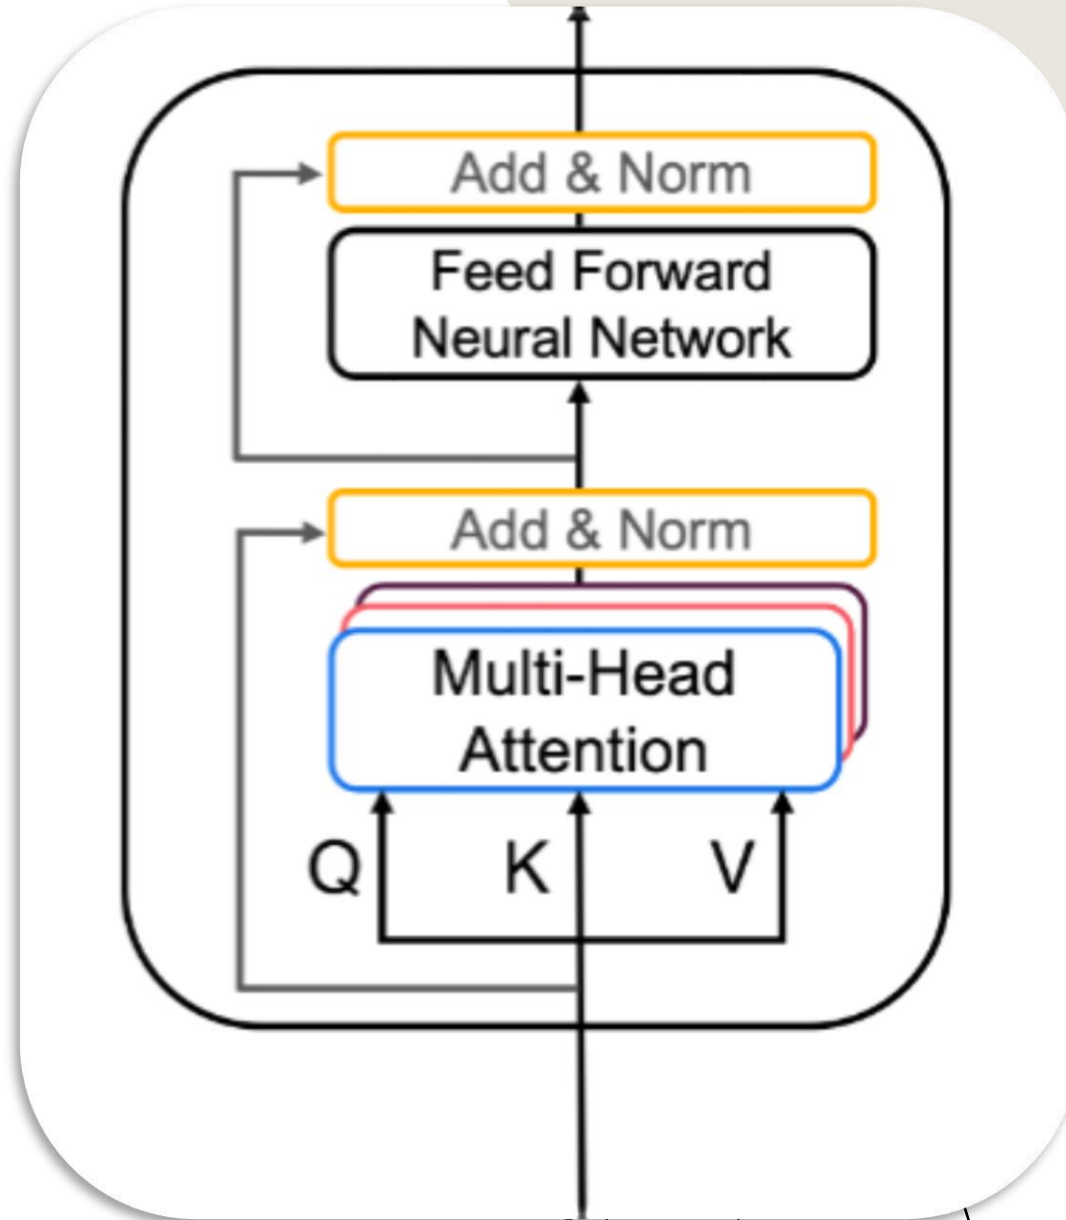 Add & Norm
Feed Forward
Neural Network
Add & Norm
Multi-Head
Attention
Q K V